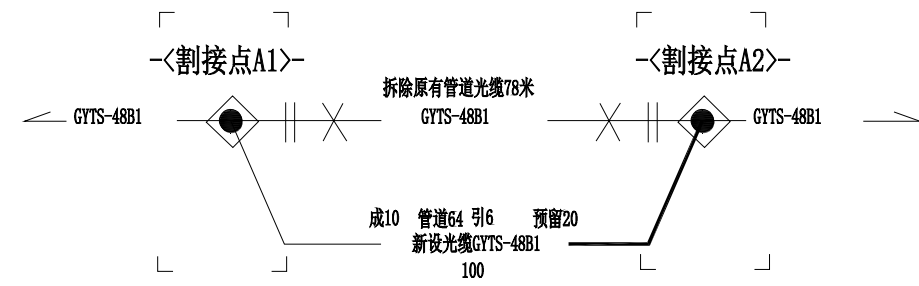 -<割接点A1>- -<割接点A2>-
拆除原有管道光缆78米
GYTS-48B1 GYTS-48B1 GYTS-48B1
成10 管道64 引6 预留20
新设光缆GYTS-48B1
100